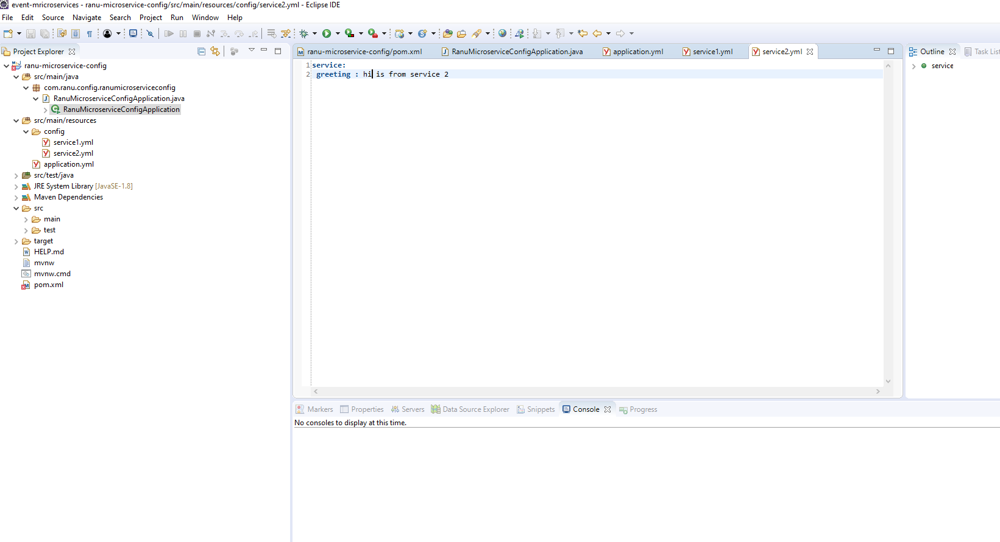 event-mricroservices - ranu-microservice-config/src/main/resources/config/service2.yml - Eclipse IDE
File Edit Source Navigate Search Project Run Window Help
Project Explorer
ranu-microservice-config
src/main/java
com.ranu.config.ranumicroserviceconfig
RanuMicroserviceConfigApplication.java
RanuMicroserviceConfigApplication
src/main/resources
config
service1.yml
service2.yml
application.yml
src/test/java
JRE System Library [JavaSE-1.8]
Maven Dependencies
src
main
test
target
HELP.md
mvnw
mvnw.cmd
pom.xml
ranu-microservice-config/pom.xml RanuMicroserviceConfigApplication.java application.yml service1.yml service2.yml
1 service:
2 greeting : hi is from service 2
Outline Task List
service
Markers Properties Servers Data Source Explorer Snippets Console Progress
No consoles to display at this time.